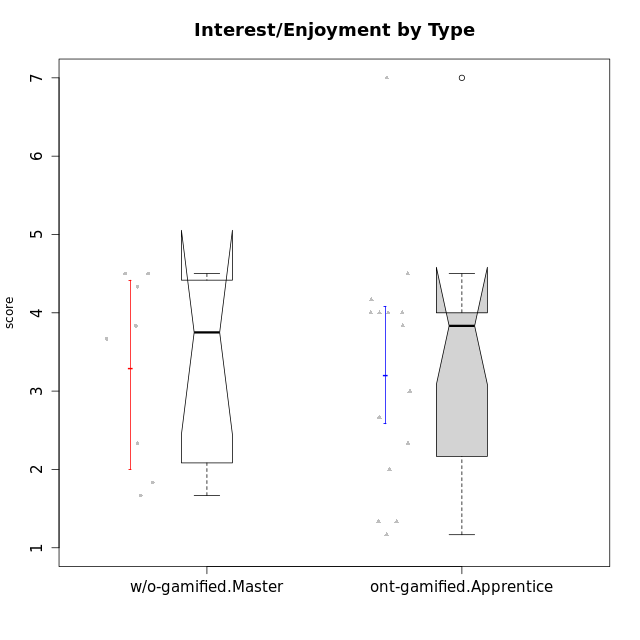 Interest/Enjoyment by Type
7
6
5
4
3
2
1
score
w/o-gamified.Master
ont-gamified.Apprentice